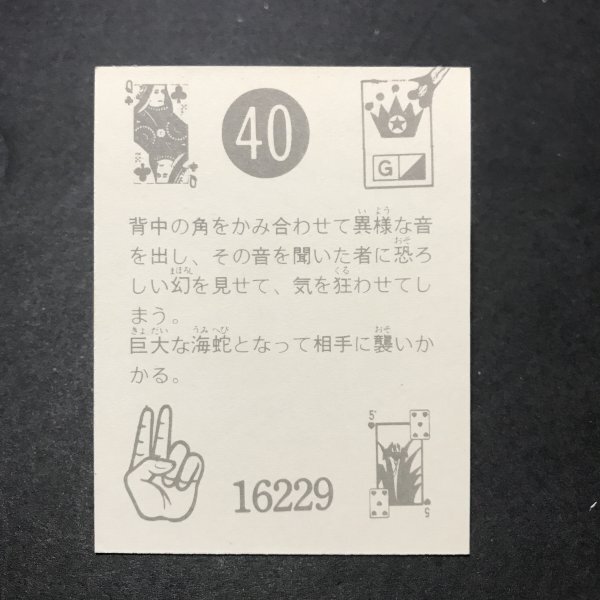 Q
40
G
背中の角をかみ合わせて異様な音
を出し、その音を聞いた者に恐ろ
しい幻を見せて、気を狂わせてし
まう。
巨大な海蛇となって相手に襲いか
かる。
16229
5
5
Q